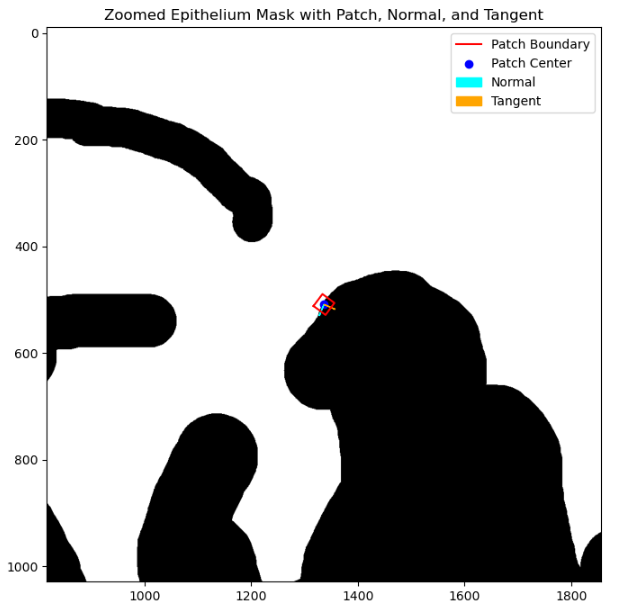 Zoomed Epithelium Mask with Patch, Normal, and Tangent
Patch Boundary
Patch Center
Normal
Tangent
0
200
400
600
800
1000
1000
1200
1400
1600
1800